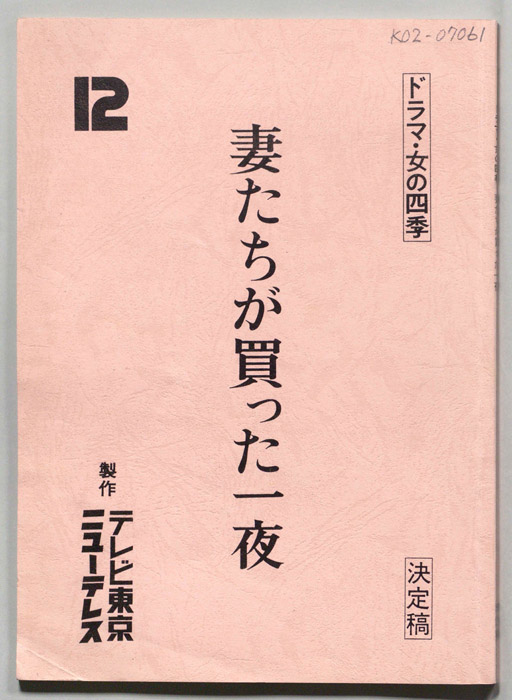 K02-07061
ドラマ・女の四季
決定稿
妻たちが買った一夜
12
製作
テレビ東京
ニューテレス